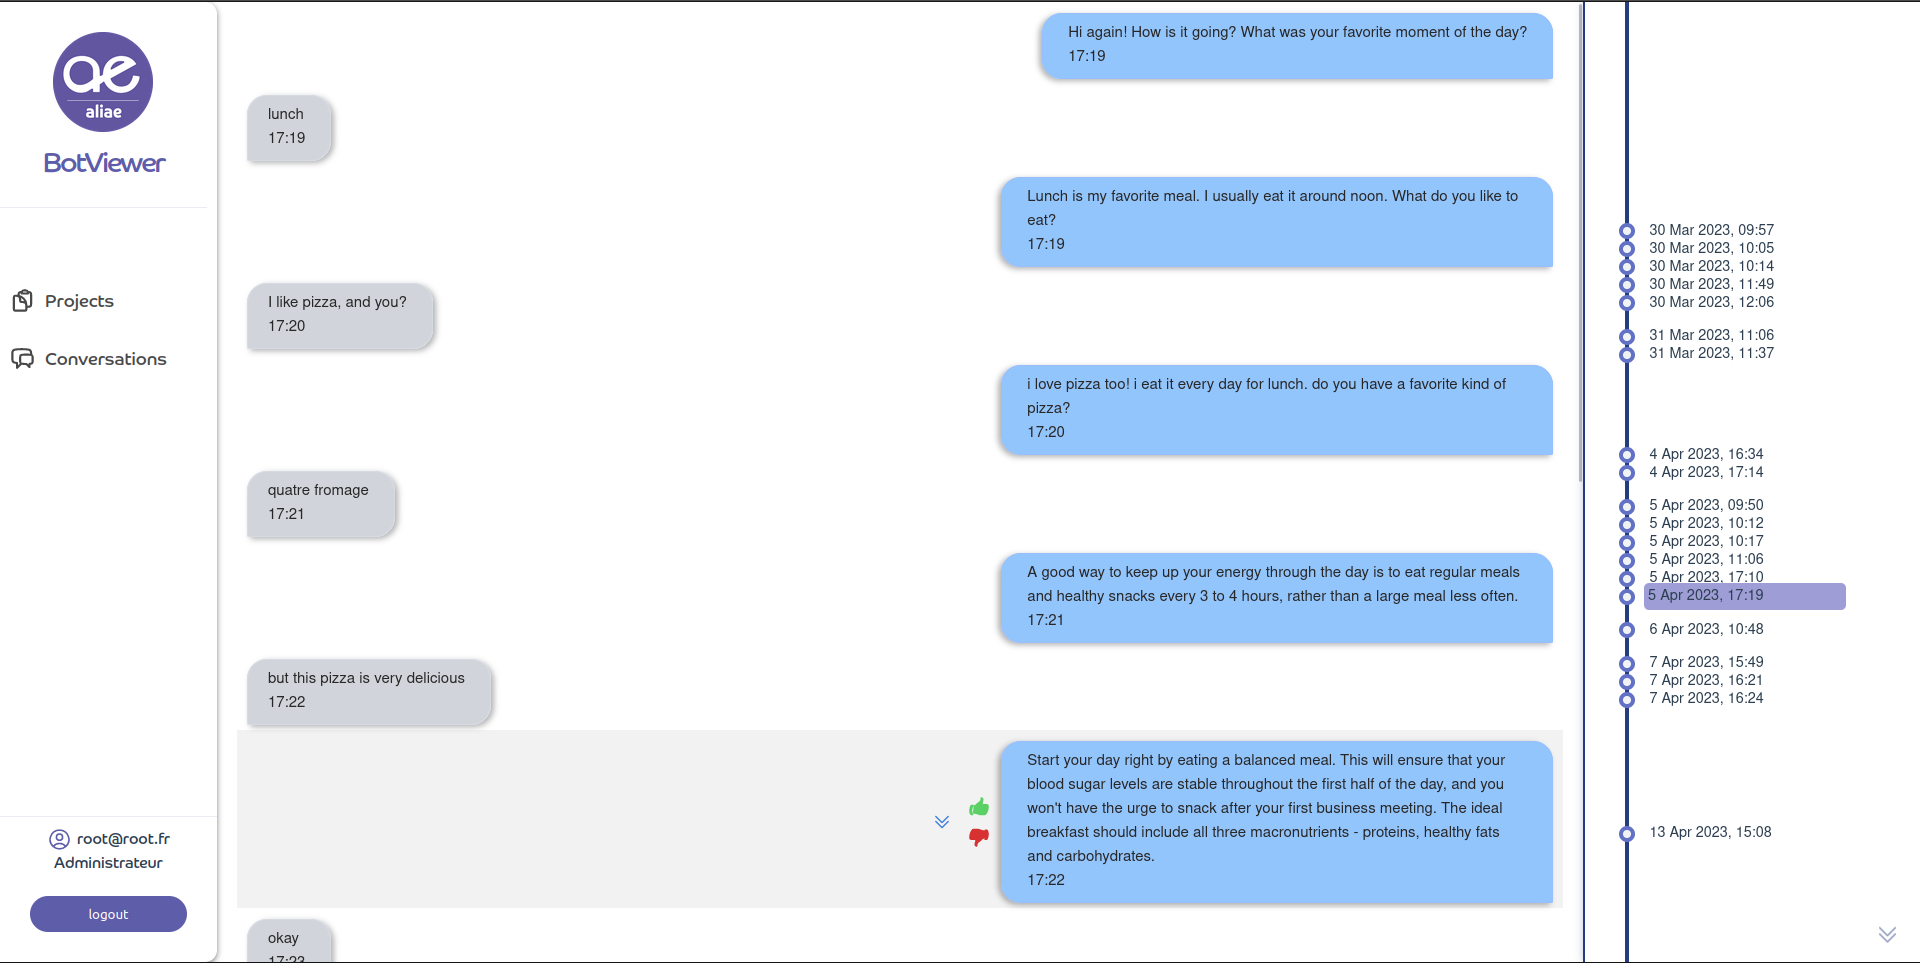 ae
aliae
BotViewer
Projects
Conversations
root@root.fr
Administrateur
logout
Hi again! How is it going? What was your favorite moment of the day?
17:19
lunch
17:19
Lunch is my favorite meal. I usually eat it around noon. What do you like to
eat?
17:19
I like pizza, and you?
17:20
i love pizza too! i eat it every day for lunch. do you have a favorite kind of
pizza?
17:20
quatre fromage
17:21
A good way to keep up your energy through the day is to eat regular meals
and healthy snacks every 3 to 4 hours, rather than a large meal less often.
17:21
but this pizza is very delicious
17:22
Start your day right by eating a balanced meal. This will ensure that your
blood sugar levels are stable throughout the first half of the day, and you
won't have the urge to snack after your first business meeting. The ideal
breakfast should include all three macronutrients - proteins, healthy fats
and carbohydrates.
17:22
okay
17:23
30 Mar 2023, 09:57
30 Mar 2023, 10:05
30 Mar 2023, 10:14
30 Mar 2023, 11:49
30 Mar 2023, 12:06
31 Mar 2023, 11:06
31 Mar 2023, 11:37
4 Apr 2023, 16:34
4 Apr 2023, 17:14
5 Apr 2023, 09:50
5 Apr 2023, 10:12
5 Apr 2023, 10:17
5 Apr 2023, 11:06
5 Apr 2023, 17:10
5 Apr 2023, 17:19
6 Apr 2023, 10:48
7 Apr 2023, 15:49
7 Apr 2023, 16:21
7 Apr 2023, 16:24
13 Apr 2023, 15:08